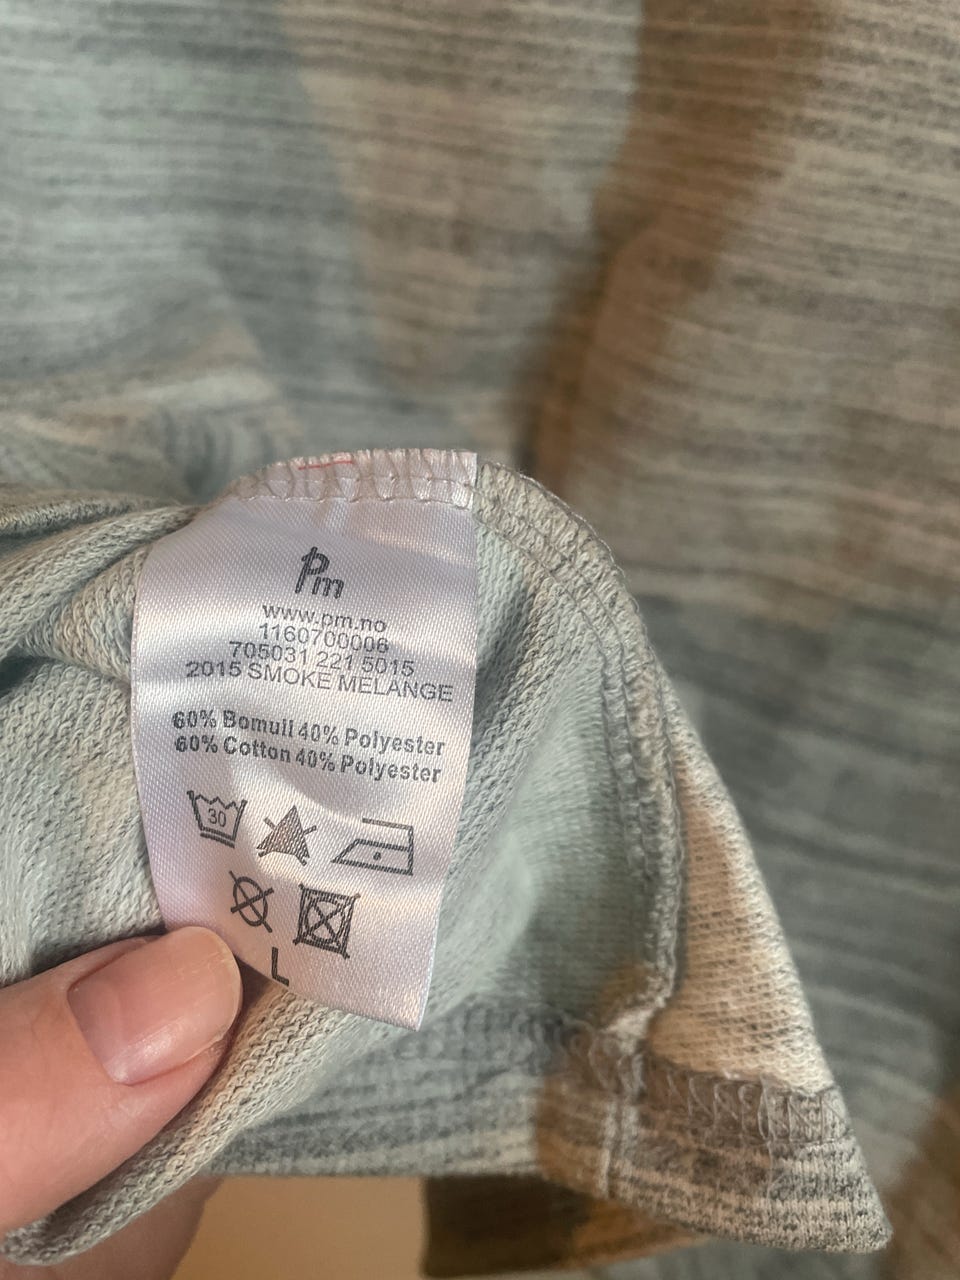 Pm
www.pm.no
1160700006
705031 221 5015
2015 SMOKE MELANGE
60% Bomull 40% Polyester
60% Cotton 40% Polyester
30
L